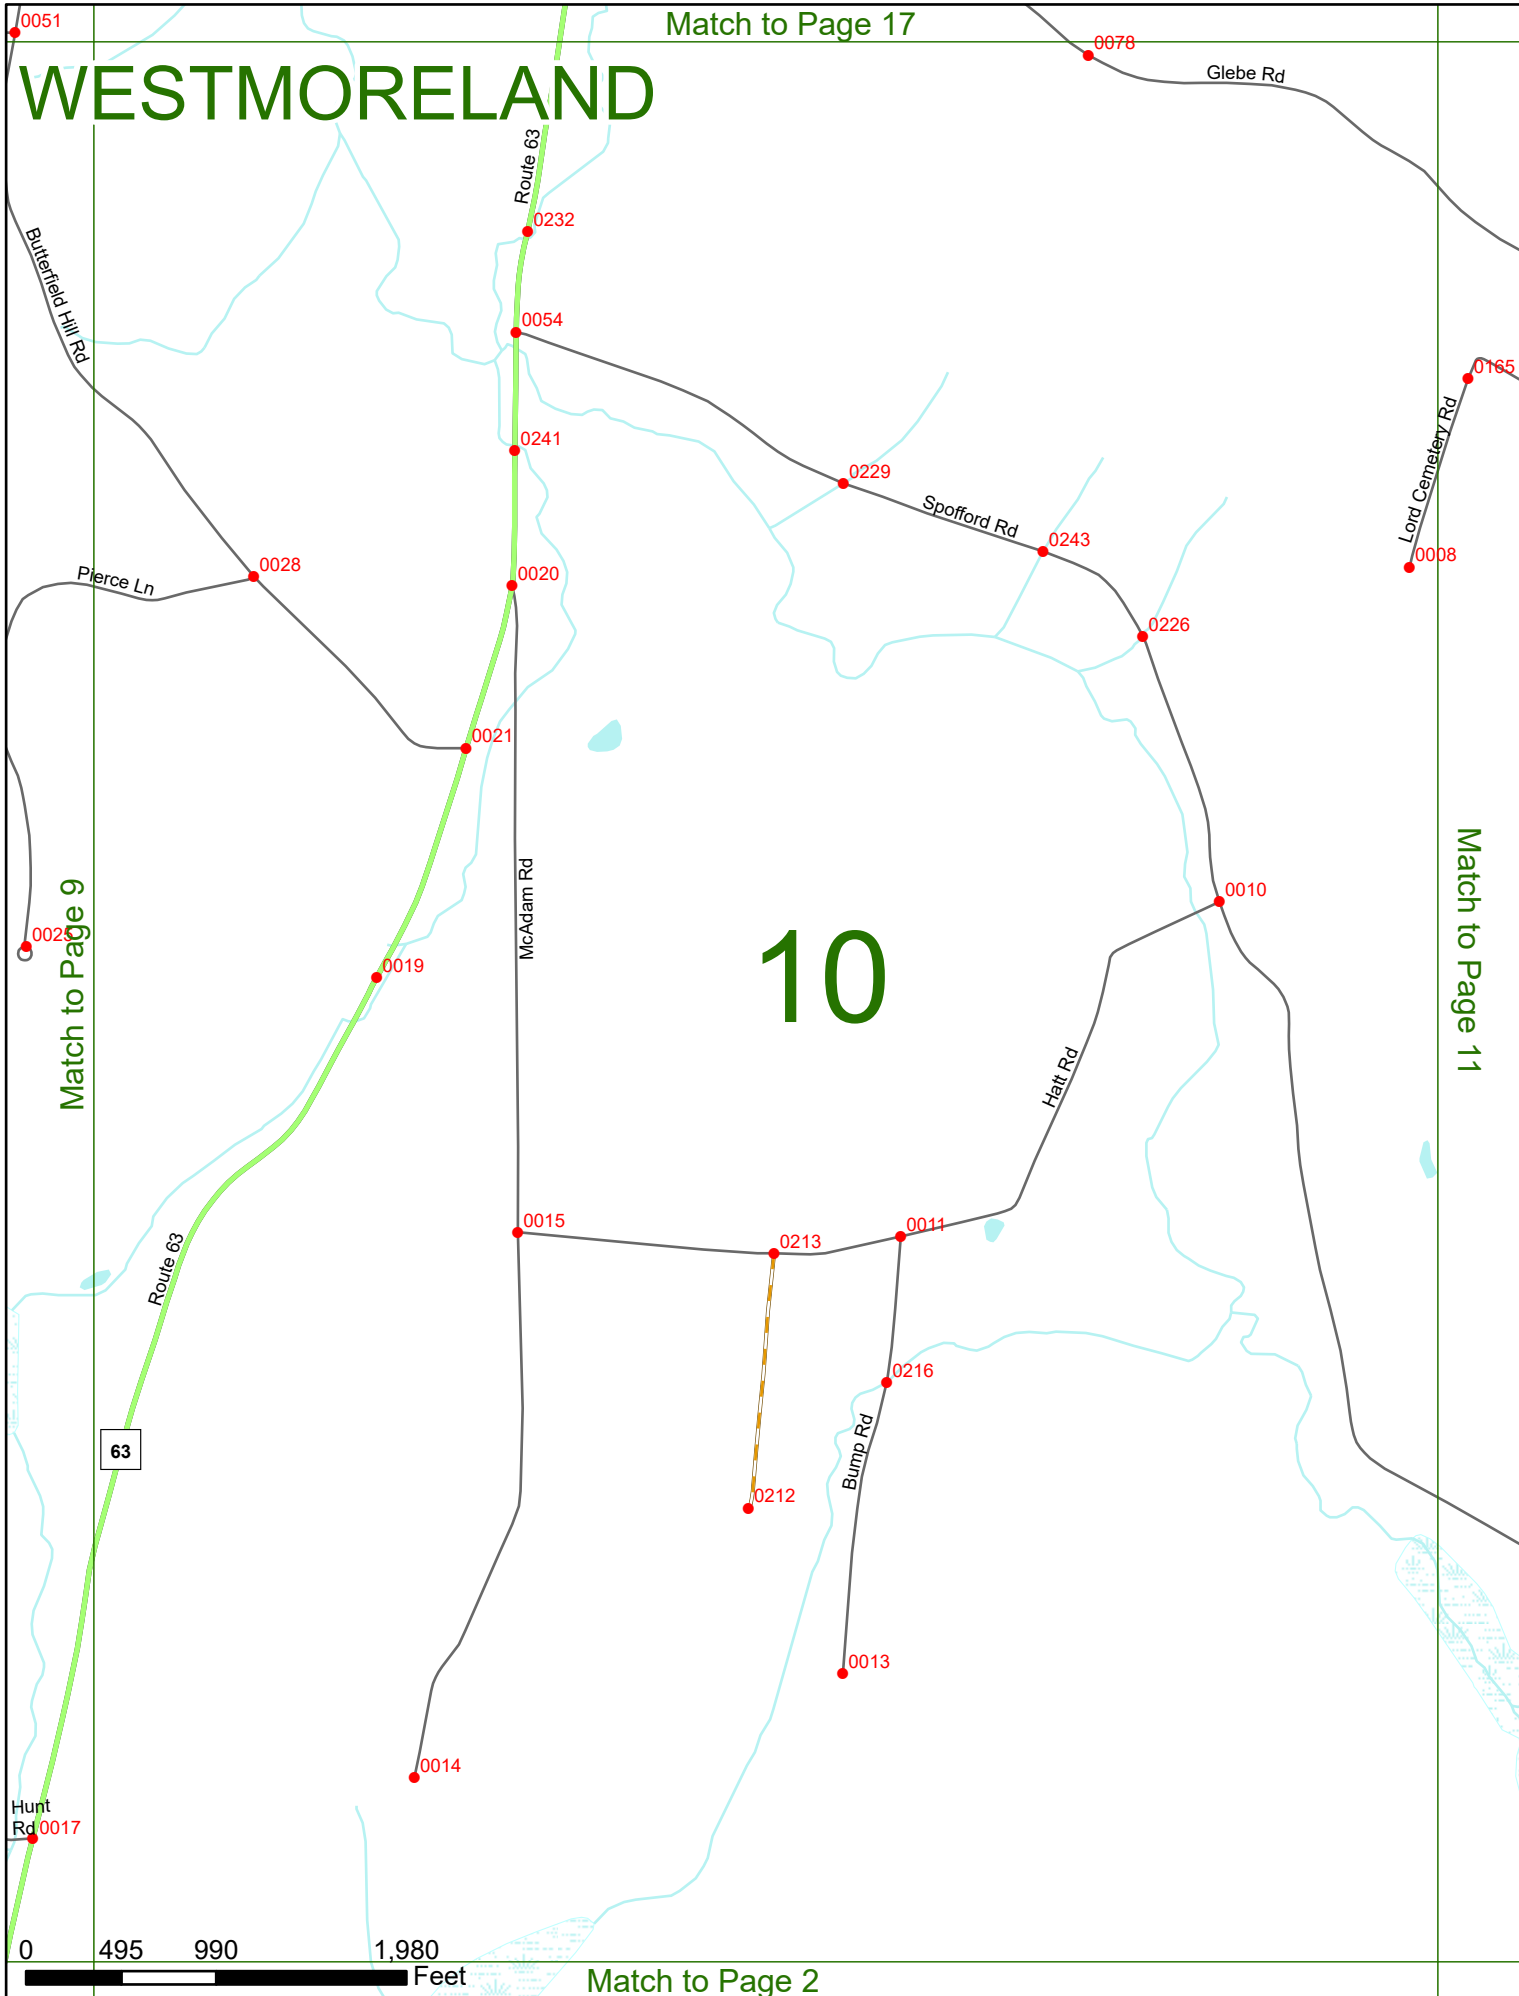 0051
Match to Page 17
0078
Glebe Rd
WESTMORELAND
Route 63
0232
Butterfield Hill Rd
0054
0165
Lord Cemetery Rd
0241
0229
Spofford Rd
0243
0008
0028
Pierce Ln
0020
0226
0021
McAdam Rd
Match to Page 9
Match to Page 11
0010
0025
10
0019
Hatt Rd
0015
0213
0011
Route 63
0216
Bump Rd
63
0212
0013
0014
Hunt
Rd
0017
0 495 990 1,980
Feet
Match to Page 2